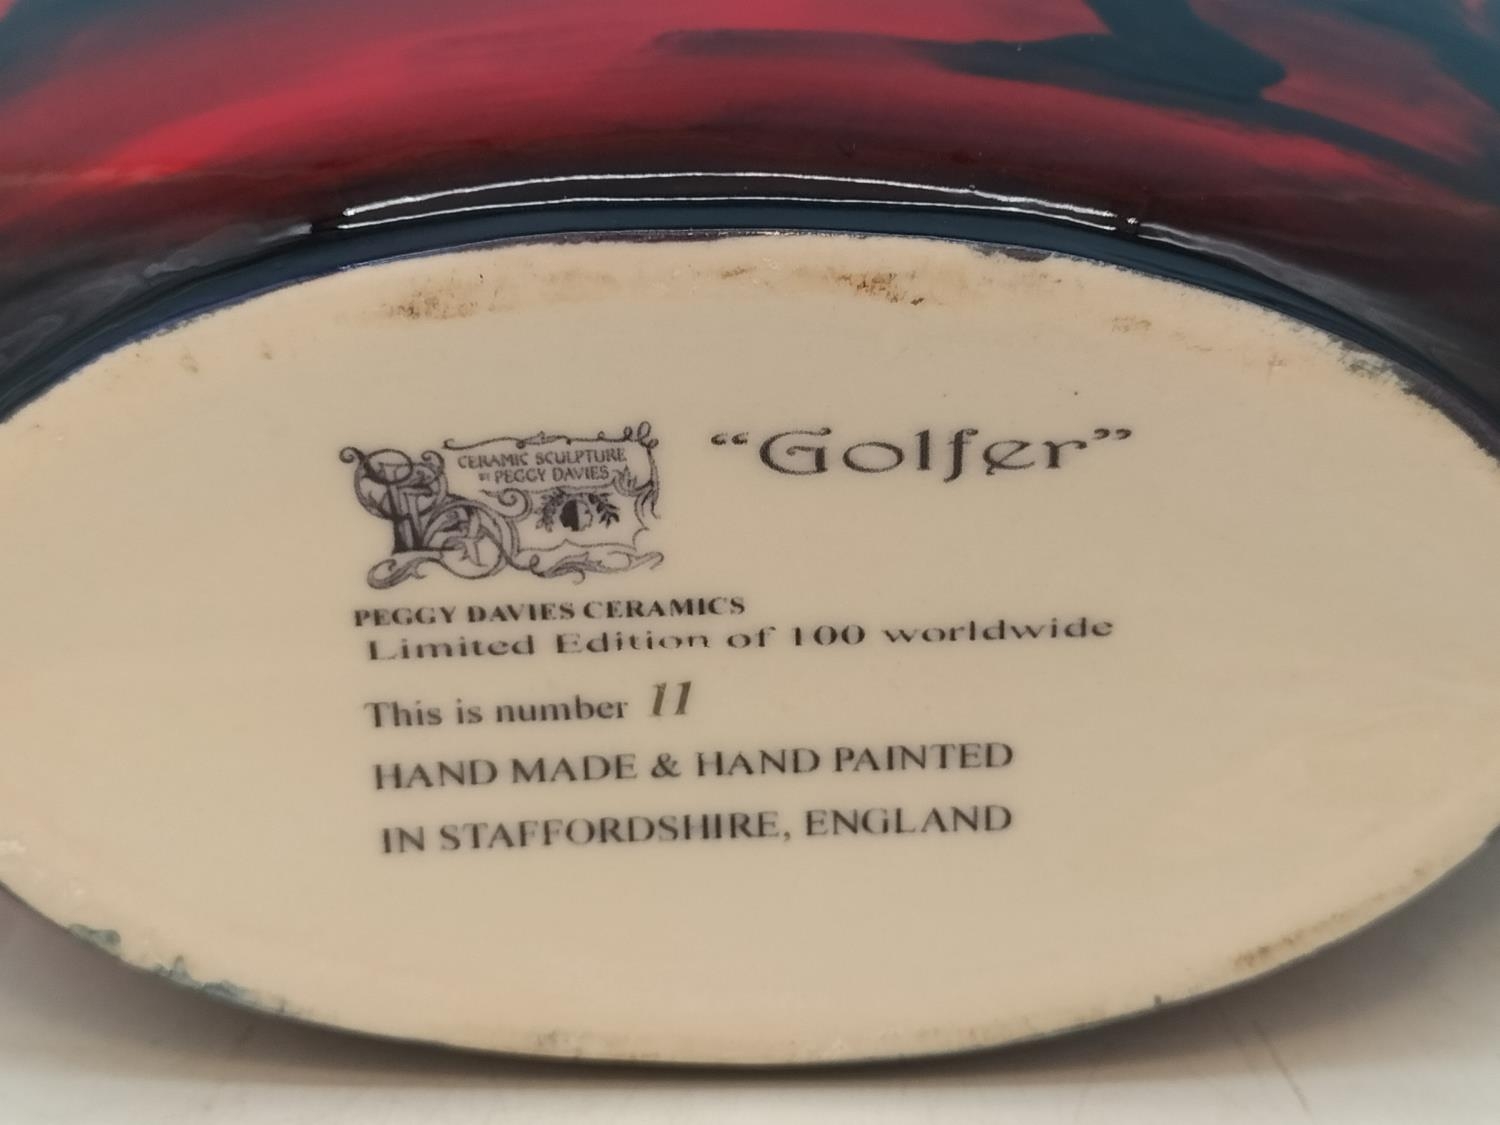 CERAMIC SCULPTURE
BY PEGGY DAVIES
"Golfer"
PEGGY DAVIES CERAMICS
Limited Edition of 100 worldwide
This is number 11
HAND MADE & HAND PAINTED
IN STAFFORDSHIRE, ENGLAND